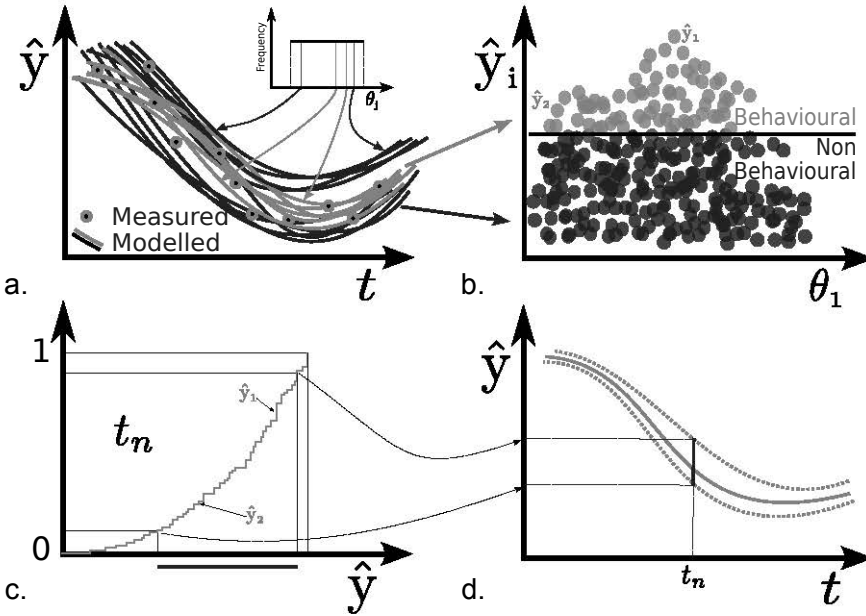 ŷ
Frequency
θ₁
Measured
Modelled
t
a.
ŷᵢ
ŷ₁
ŷ₂
Behavioural
Non
Behavioural
θ₁
b.
1
tₙ
ŷ₁
ŷ₂
0
ŷ
c.
ŷ
tₙ
t
d.